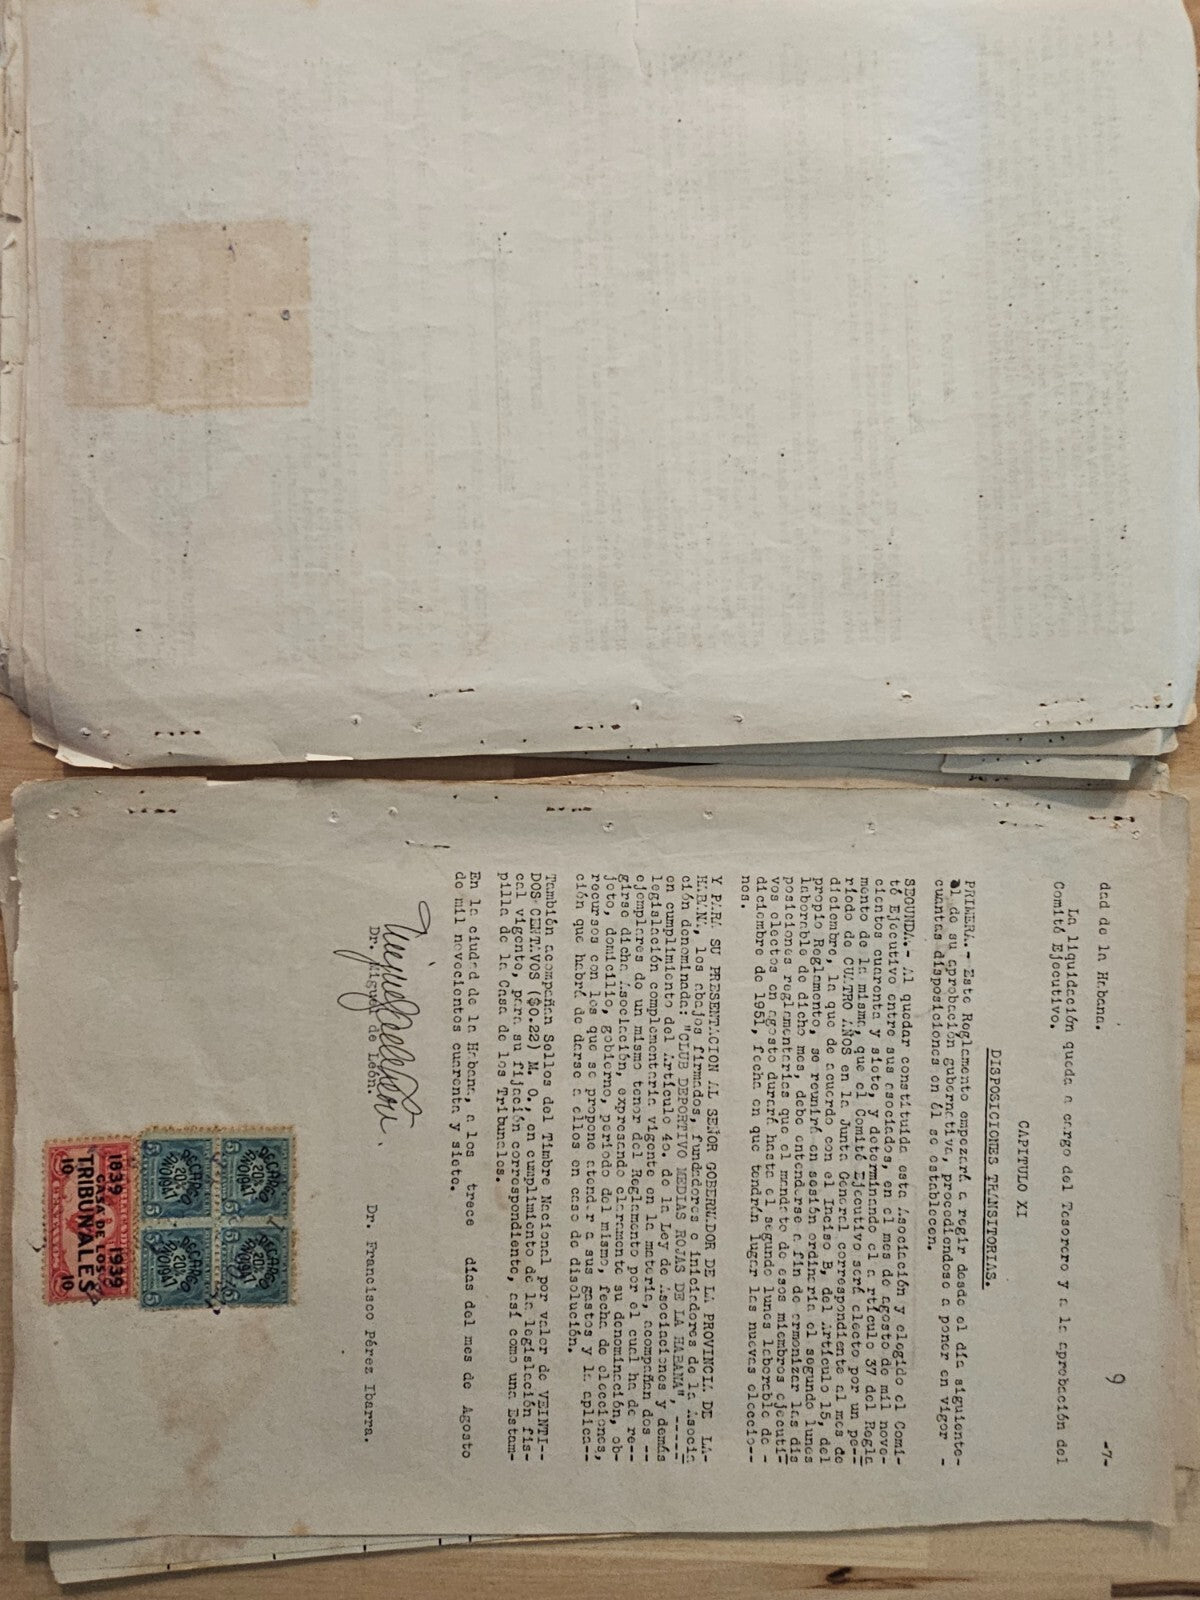 9
-7-
dad de la Habana.
La liquidación queda a cargo del Tesorero y a la aprobación del
Comité Ejecutivo.
CAPITULO XI
DISPOSICIONES TRANSITORIAS.
PRIMERA.- Este Reglamento empezará a regir desde el día siguiente-
al de su aprobación gubernativa, procediendose a poner en vigor -
cuantas disposiciones en él se establecen.
SEGUNDA.- Al quedar constituida esta Asociación y elegido el Comi-
té Ejecutivo entre sus asociados, en el mes de agosto de mil nove-
cientos cuarenta y siete, y determinando el artículo 37 del Regla
mento de la misma, que el Comité Ejecutivo será electo por un pe--
ríodo de CUATRO AÑOS en la Junta General correspondiente al mes de
diciembre, la que de acuerdo con el Inciso B, del Artículo 15, del
propio Reglamento, se reunirá en sesión ordinaria el segundo lunes
laborable de dicho mes, debe entenderse a fin de armonizar las dis
posiciones reglamentarias que el mandato de esos miembros ejecuti-
vos electos en agosto durará hasta el segundo lunes laborable de -
diciembre de 1951, fecha en que tendrán lugar las nuevas eleccio--
nes.
Y PARA SU PRESENTACION AL SEÑOR GOBERNADOR DE LA PROVINCIA DE LA-
HABANA, los abajo firmados, fundadores e iniciadores de la Asocia
ción denominada: "CLUB DEPORTIVO MEDIAS ROJAS DE LA HABANA", -----
en cumplimiento del Artículo 4o. de la Ley de Asociaciones y demás
legislación complementaria vigente en la materia, acompañan dos --
ejemplares de un mismo tenor del Reglamento por el cual ha de re--
girse dicha Asociación, expresando claramente su denominación, ob-
jeto, domicilio, gobierno, período del mismo, fecha de elecciones,
recursos con los que se propone atender a sus gastos y la aplica--
ción que habrá de darse a ellos en caso de disolución.
También acompañan Sellos del Timbre Nacional por valor de VEINTI--
DOS CENTAVOS ($0.22) M. O., en cumplimiento de la legislación fis-
cal vigente, para su fijación correspondiente, así como una Estam-
pilla de la Casa de los Tribunales.
En la ciudad de la Habana, a los trece días del mes de Agosto
de mil novecientos cuarenta y siete.
Dr. Miguel de León. Dr. Francisco Pérez Ibarra.
RECARGO
20%
RECARGO
20%
RECARGO
20%
RECARGO
20%
1839 1939
CASA DE LOS
TRIBUNALES
10 10